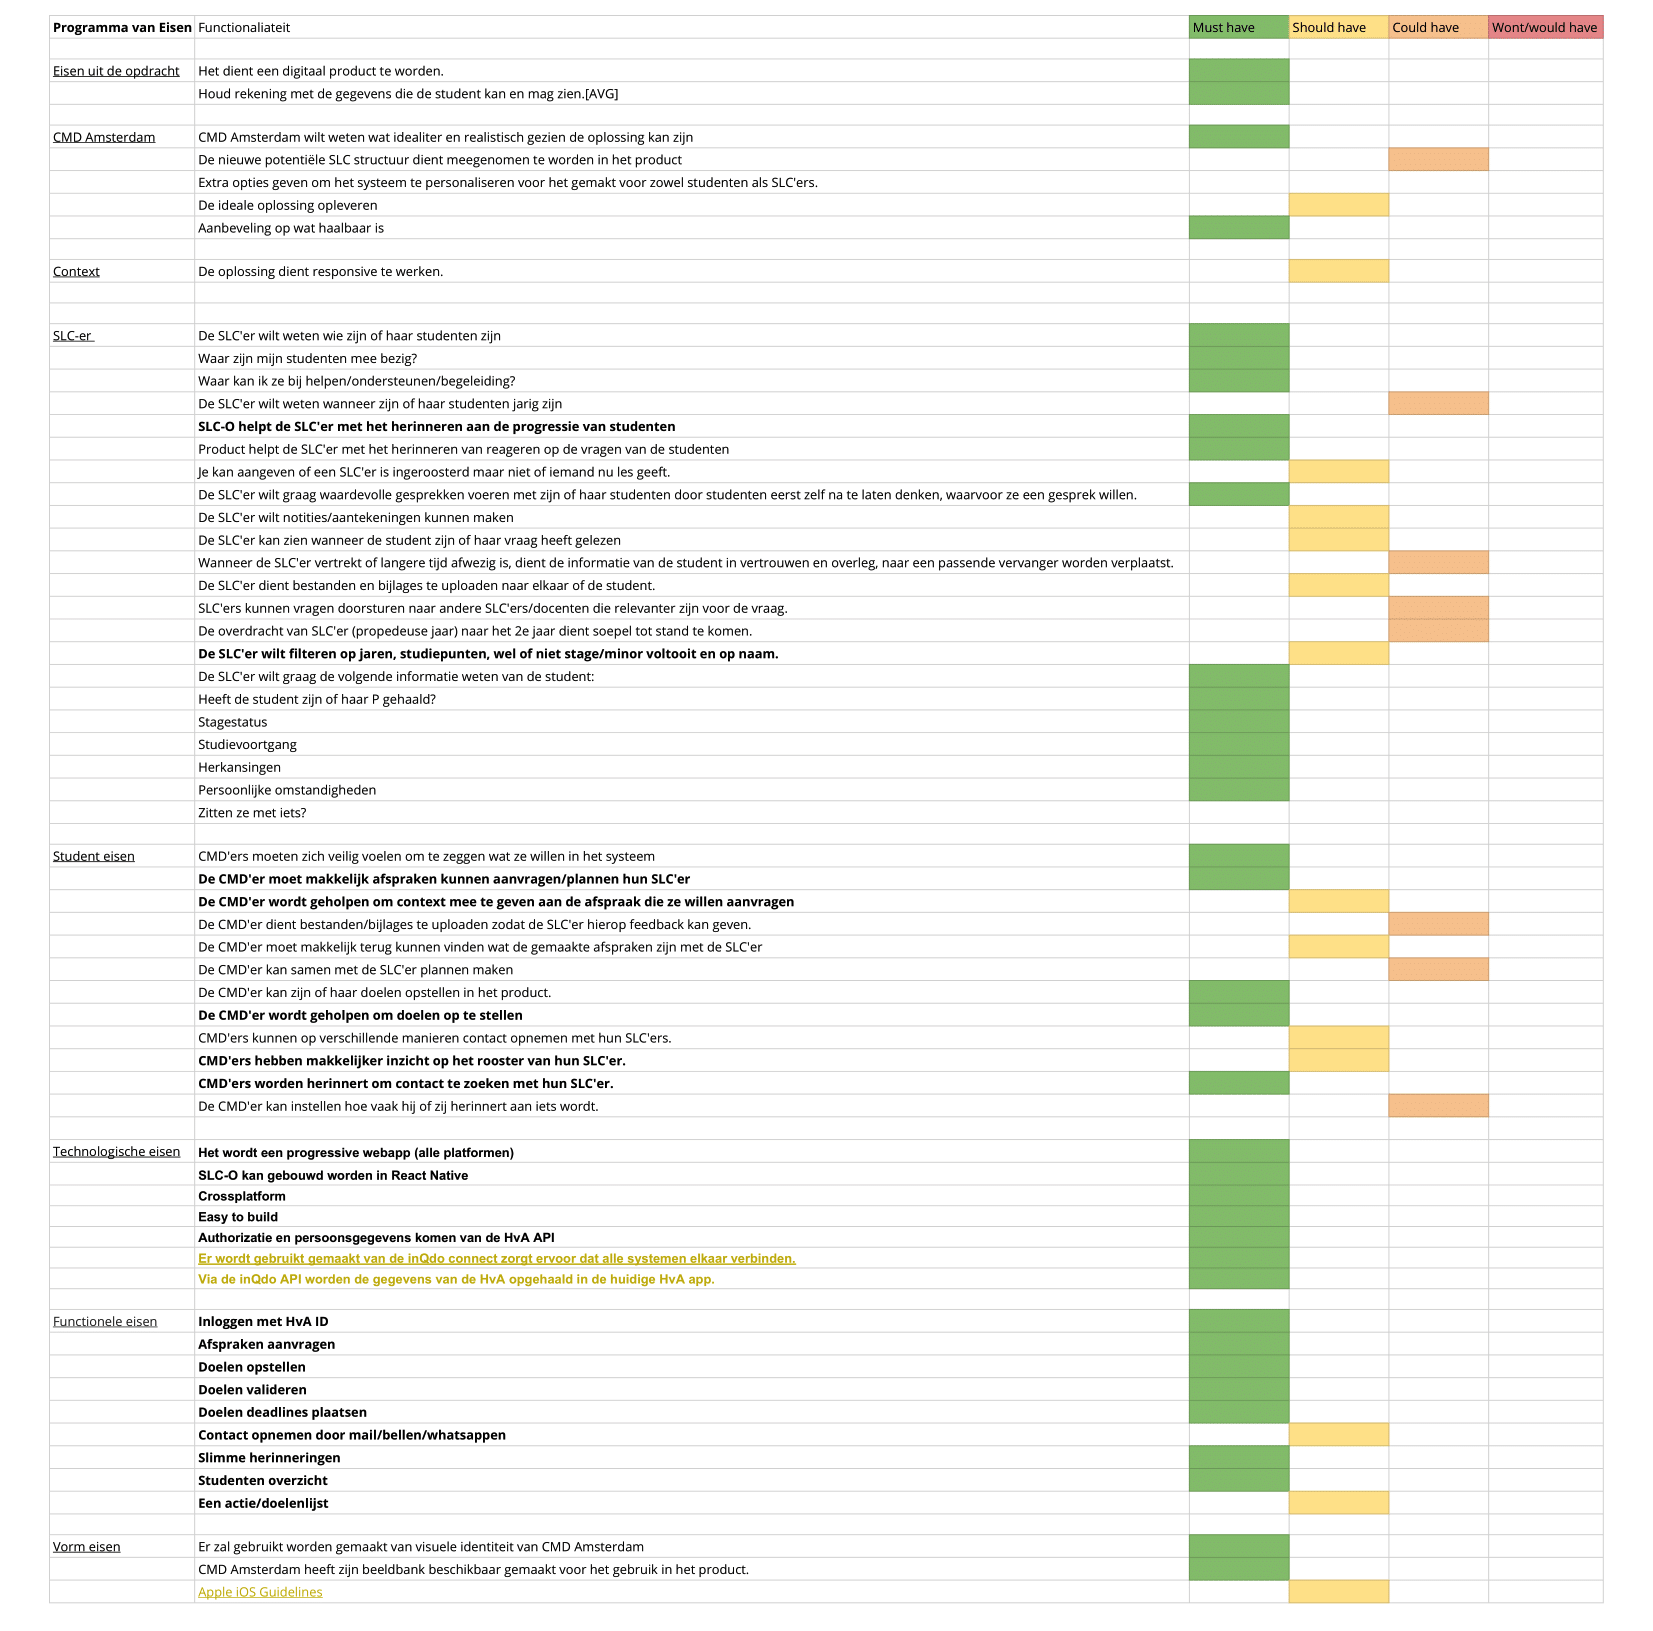 Programma van Eisen Functionaliateit Must have Should have Could have Wont/would have
Eisen uit de opdracht Het dient een digitaal product te worden.
Houd rekening met de gegevens die de student kan en mag zien.[AVG]
CMD Amsterdam CMD Amsterdam wilt weten wat idealiter en realistisch gezien de oplossing kan zijn
De nieuwe potentiële SLC structuur dient meegenomen te worden in het product
Extra opties geven om het systeem te personaliseren voor het gemakt voor zowel studenten als SLC'ers.
De ideale oplossing opleveren
Aanbeveling op wat haalbaar is
Context De oplossing dient responsive te werken.
SLC-er De SLC'er wilt weten wie zijn of haar studenten zijn
Waar zijn mijn studenten mee bezig?
Waar kan ik ze bij helpen/ondersteunen/begeleiding?
De SLC'er wilt weten wanneer zijn of haar studenten jarig zijn
SLC-O helpt de SLC'er met het herinneren aan de progressie van studenten
Product helpt de SLC'er met het herinneren van reageren op de vragen van de studenten
Je kan aangeven of een SLC'er is ingeroosterd maar niet of iemand nu les geeft.
De SLC'er wilt graag waardevolle gesprekken voeren met zijn of haar studenten door studenten eerst zelf na te laten denken, waarvoor ze een gesprek willen.
De SLC'er wilt notities/aantekeningen kunnen maken
De SLC'er kan zien wanneer de student zijn of haar vraag heeft gelezen
Wanneer de SLC'er vertrekt of langere tijd afwezig is, dient de informatie van de student in vertrouwen en overleg, naar een passende vervanger worden verplaatst.
De SLC'er dient bestanden en bijlages te uploaden naar elkaar of de student.
SLC'ers kunnen vragen doorsturen naar andere SLC'ers/docenten die relevanter zijn voor de vraag.
De overdracht van SLC'er (propedeuse jaar) naar het 2e jaar dient soepel tot stand te komen.
De SLC'er wilt filteren op jaren, studiepunten, wel of niet stage/minor voltooit en op naam.
De SLC'er wilt graag de volgende informatie weten van de student:
Heeft de student zijn of haar P gehaald?
Stagestatus
Studievoortgang
Herkansingen
Persoonlijke omstandigheden
Zitten ze met iets?
Student eisen CMD'ers moeten zich veilig voelen om te zeggen wat ze willen in het systeem
De CMD'er moet makkelijk afspraken kunnen aanvragen/plannen hun SLC'er
De CMD'er wordt geholpen om context mee te geven aan de afspraak die ze willen aanvragen
De CMD'er dient bestanden/bijlages te uploaden zodat de SLC'er hierop feedback kan geven.
De CMD'er moet makkelijk terug kunnen vinden wat de gemaakte afspraken zijn met de SLC'er
De CMD'er kan samen met de SLC'er plannen maken
De CMD'er kan zijn of haar doelen opstellen in het product.
De CMD'er wordt geholpen om doelen op te stellen
CMD'ers kunnen op verschillende manieren contact opnemen met hun SLC'ers.
CMD'ers hebben makkelijker inzicht op het rooster van hun SLC'er.
CMD'ers worden herinnert om contact te zoeken met hun SLC'er.
De CMD'er kan instellen hoe vaak hij of zij herinnert aan iets wordt.
Technologische eisen Het wordt een progressive webapp (alle platformen)
SLC-O kan gebouwd worden in React Native
Crossplatform
Easy to build
Authorizatie en persoonsgegevens komen van de HvA API
Er wordt gebruikt gemaakt van de inQdo connect zorgt ervoor dat alle systemen elkaar verbinden.
Via de inQdo API worden de gegevens van de HvA opgehaald in de huidige HvA app.
Functionele eisen Inloggen met HvA ID
Afspraken aanvragen
Doelen opstellen
Doelen valideren
Doelen deadlines plaatsen
Contact opnemen door mail/bellen/whatsappen
Slimme herinneringen
Studenten overzicht
Een actie/doelenlijst
Vorm eisen Er zal gebruikt worden gemaakt van visuele identiteit van CMD Amsterdam
CMD Amsterdam heeft zijn beeldbank beschikbaar gemaakt voor het gebruik in het product.
Apple iOS Guidelines